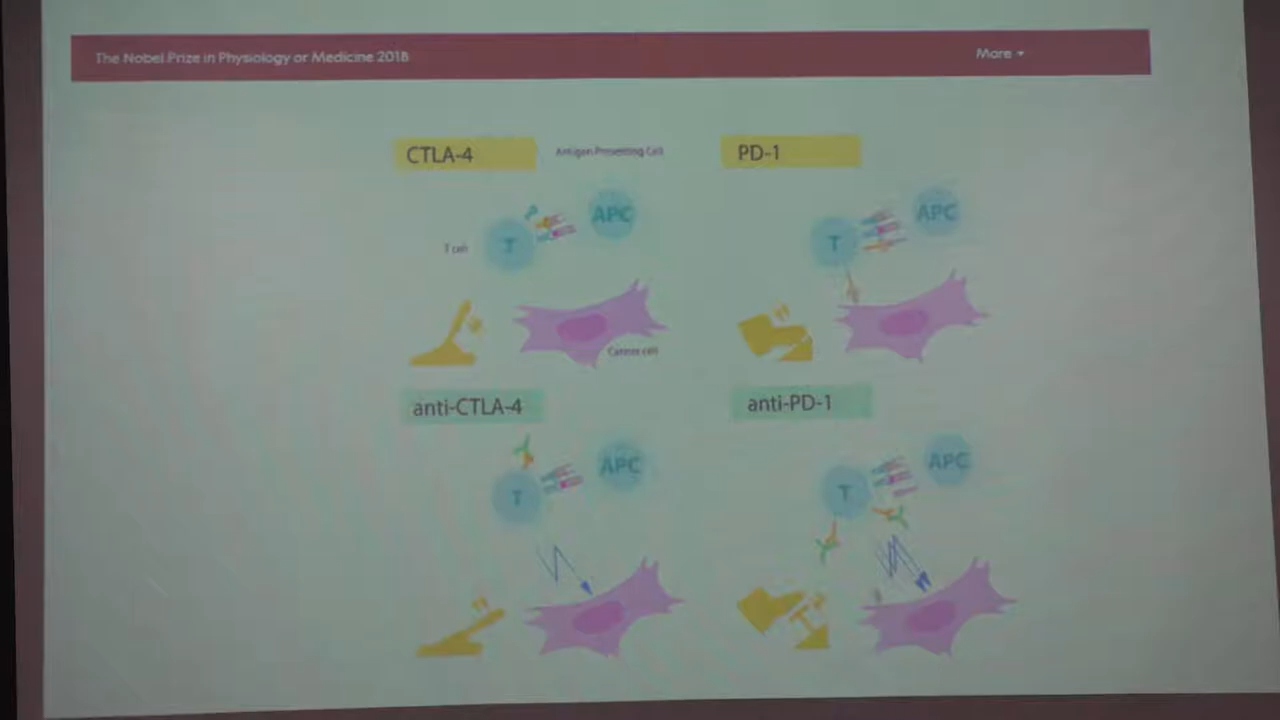 The Nobel Prize in Physiology or Medicine 2018
More
CTLA-4
Antigen Presenting Cell
PD-1
APC
T
T cell
APC
T
Cancer cell
anti-CTLA-4
anti-PD-1
APC
T
APC
T